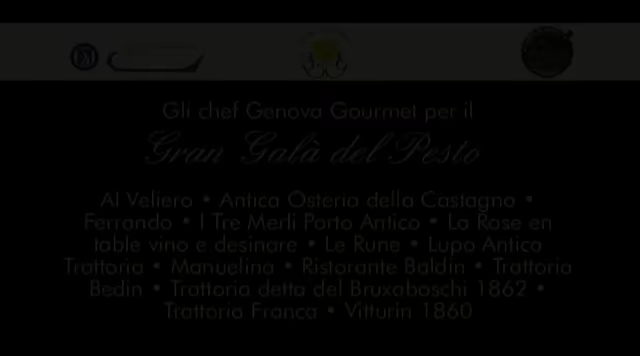 Gli chef Genova Gourmet per il
Gran Galà del Pesto
Al Veliero • Antica Osteria della Castagna •
Ferrando • I Tre Merli Porto Antico • La Rose en
table vino e desinare • Le Rune • Lupo Antica
Trattoria • Manuelina • Ristorante Baldin • Trattoria
Bedin • Trattoria detta del Bruxaboschi 1862 •
Trattoria Franca • Vitturin 1860